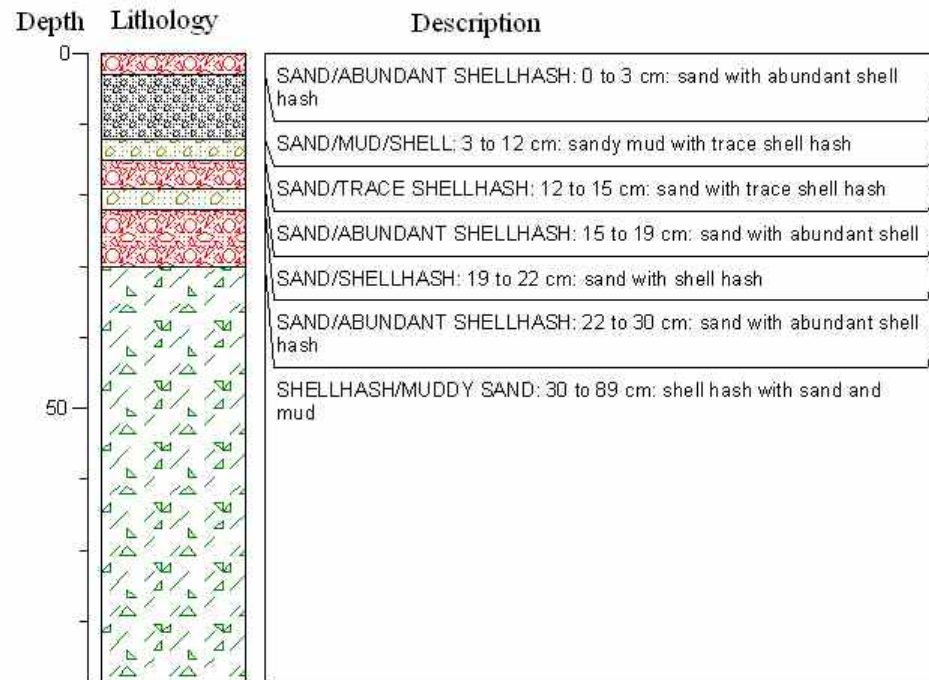 Depth Lithology Description
0
SAND/ABUNDANT SHELLHASH: 0 to 3 cm: sand with abundant shell
hash
SAND/MUD/SHELL: 3 to 12 cm: sandy mud with trace shell hash
SAND/TRACE SHELLHASH: 12 to 15 cm: sand with trace shell hash
SAND/ABUNDANT SHELLHASH: 15 to 19 cm: sand with abundant shell
SAND/SHELLHASH: 19 to 22 cm: sand with shell hash
SAND/ABUNDANT SHELLHASH: 22 to 30 cm: sand with abundant shell
hash
SHELLHASH/MUDDY SAND: 30 to 89 cm: shell hash with sand and
mud
50